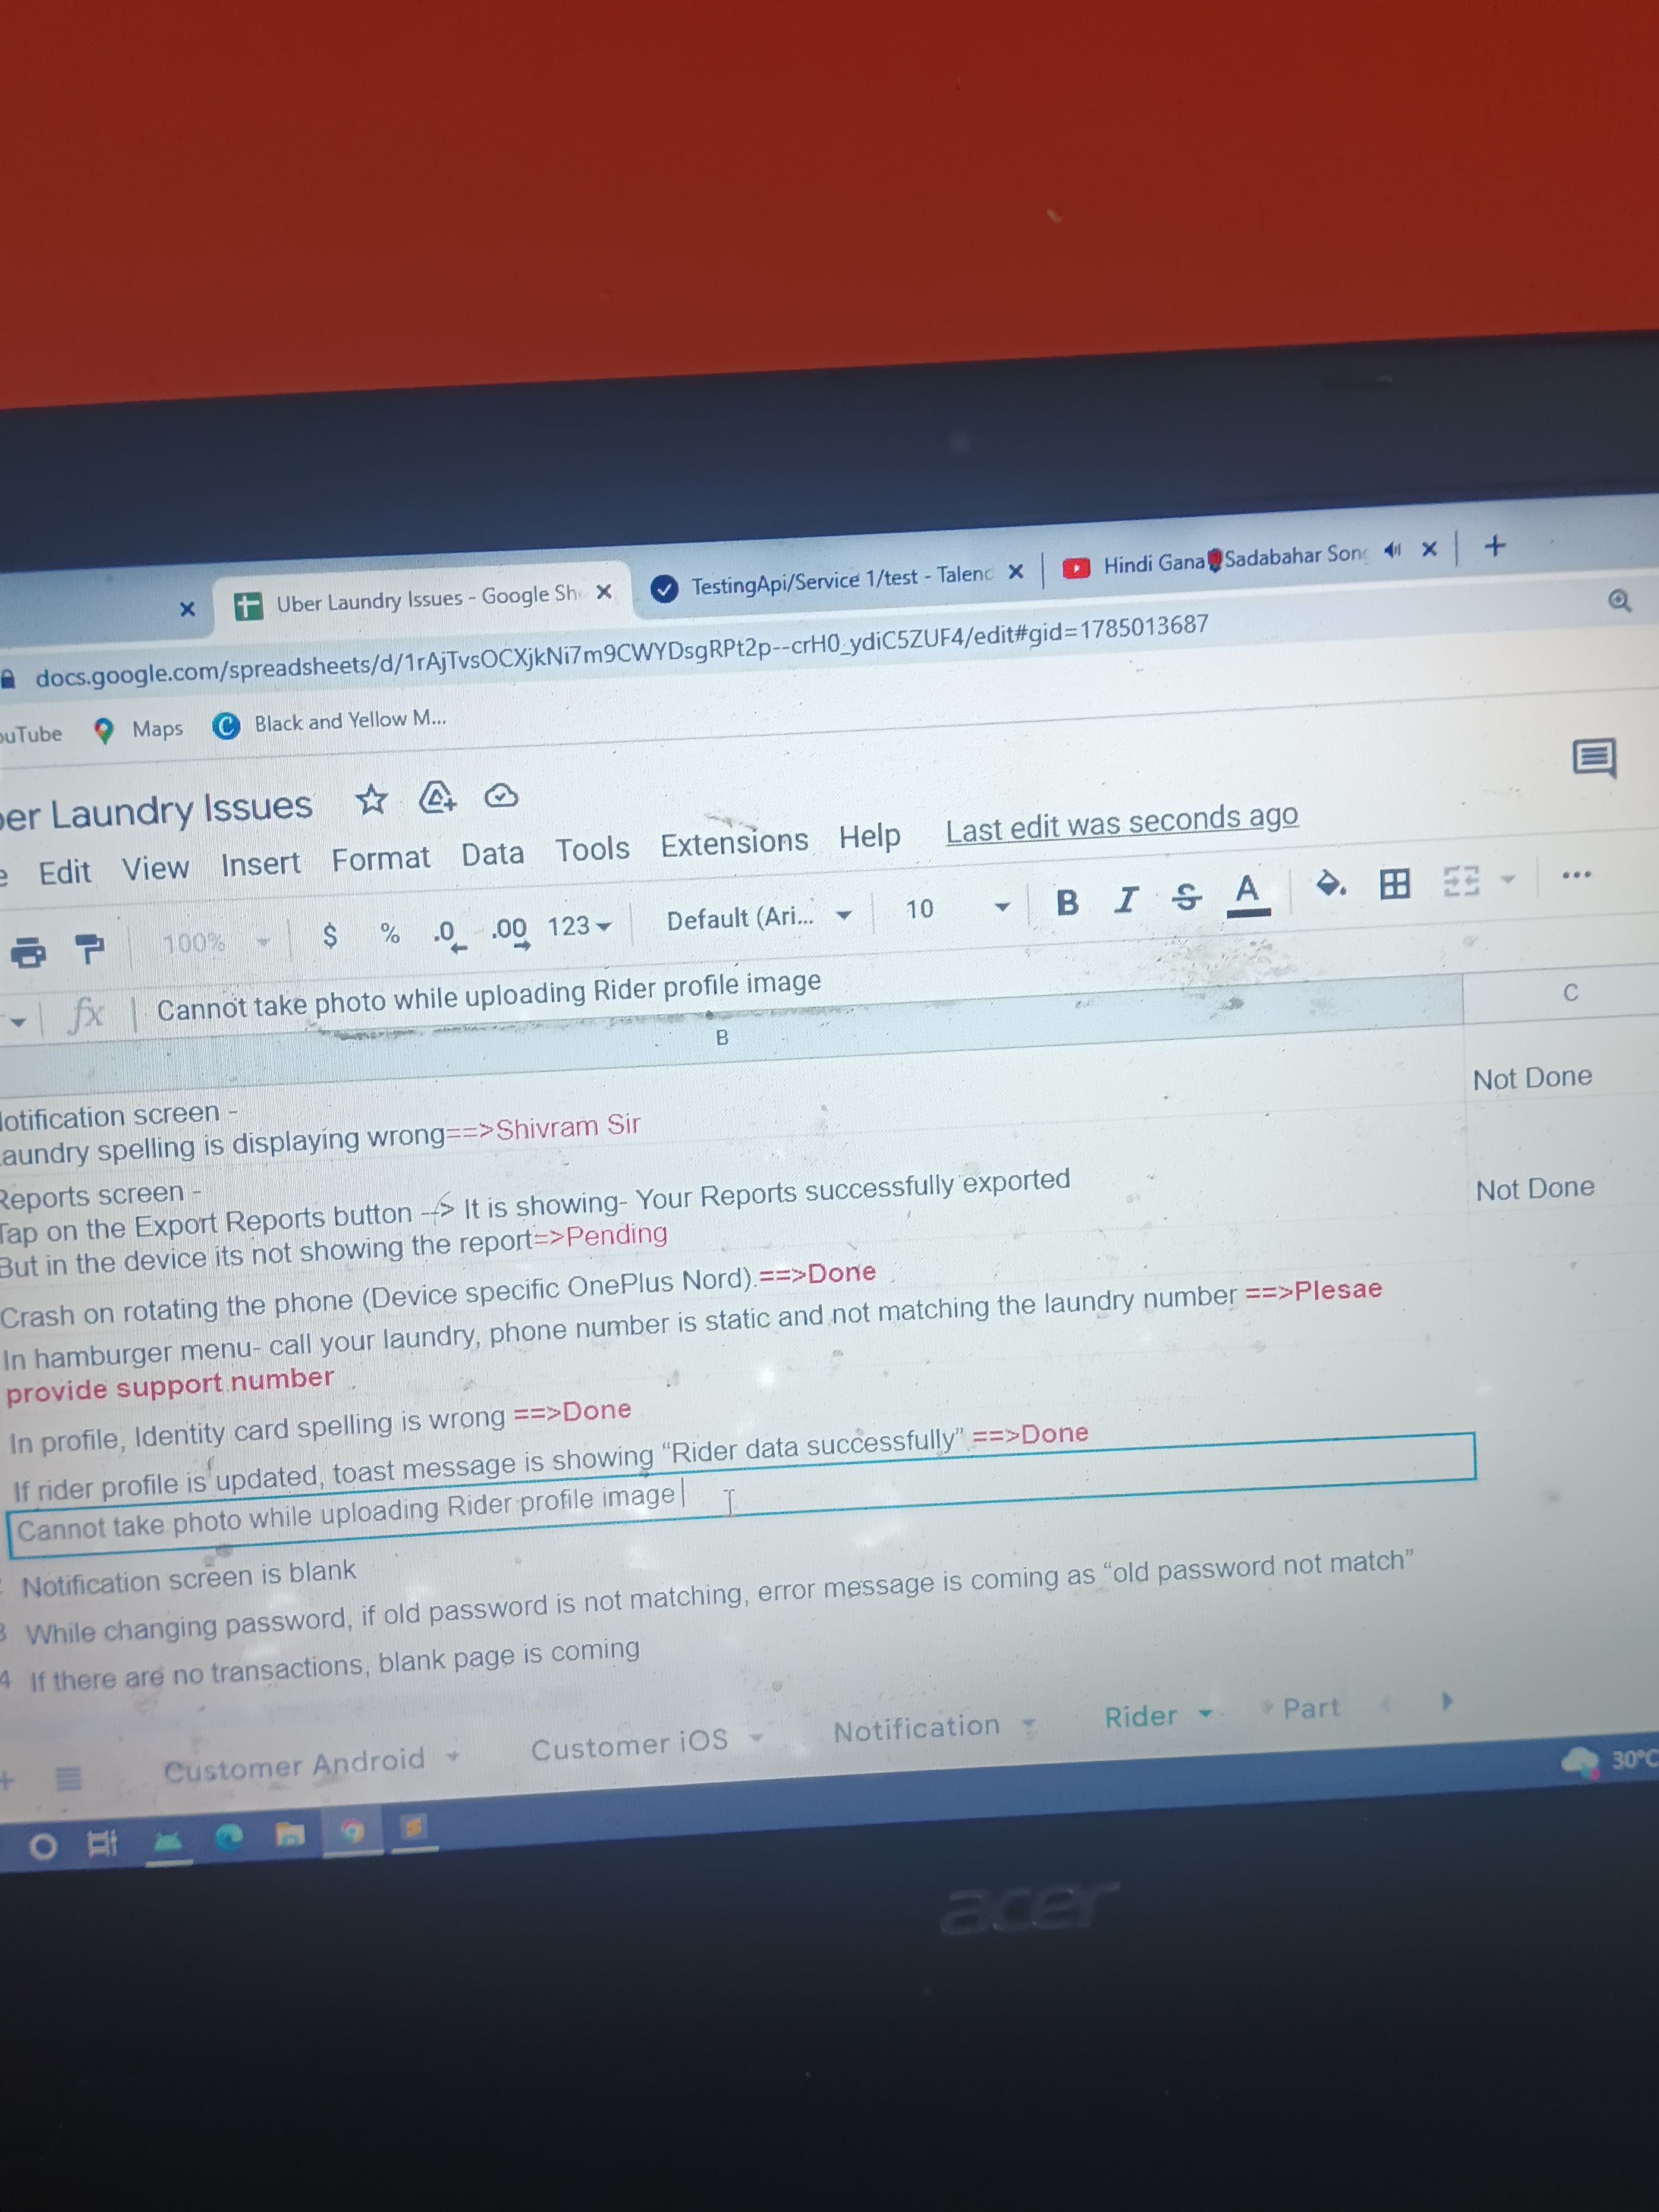 Uber Laundry Issues - Google Sh
TestingApi/Service 1/test - Talend
Hindi Gana Sadabahar Song
docs.google.com/spreadsheets/d/1rAjTvsOCXjkNi7m9CWYDsgRPt2p--crH0_ydiC5ZUF4/edit#gid=1785013687
ouTube Maps Black and Yellow M...
er Laundry Issues
e Edit View Insert Format Data Tools Extensions Help Last edit was seconds ago
100% $ % .0 .00 123 Default (Ari... 10 B I S A ...
fx Cannot take photo while uploading Rider profile image
B C
Notification screen - Not Done
Laundry spelling is displaying wrong==>Shivram Sir
Reports screen -
Tap on the Export Reports button --> It is showing- Your Reports successfully exported Not Done
But in the device its not showing the report=>Pending
Crash on rotating the phone (Device specific OnePlus Nord).==>Done
In hamburger menu- call your laundry, phone number is static and not matching the laundry number ==>Plesae
provide support number
In profile, Identity card spelling is wrong ==>Done
If rider profile is updated, toast message is showing “Rider data successfully” ==>Done
Cannot take photo while uploading Rider profile image
Notification screen is blank
3 While changing password, if old password is not matching, error message is coming as “old password not match”
4 If there are no transactions, blank page is coming
+ Customer Android Customer iOS Notification Rider Part
30°C
acer